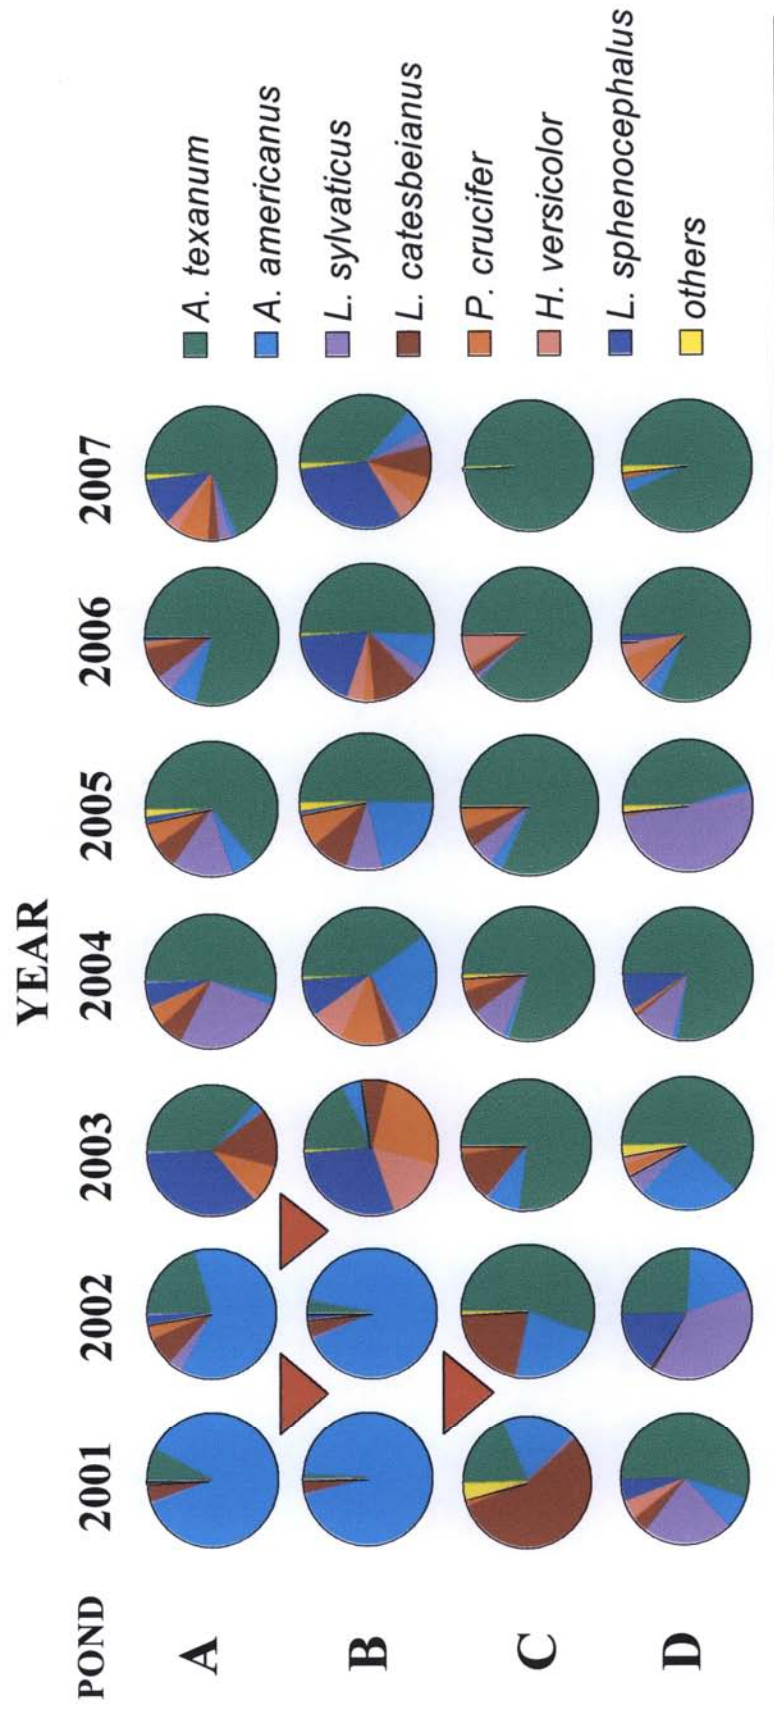 YEAR
POND 2001 2002 2003 2004 2005 2006 2007
A
B
C
D
A. texanum
A. americanus
L. sylvaticus
L. catesbeianus
P. crucifer
H. versicolor
L. sphenocephalus
others